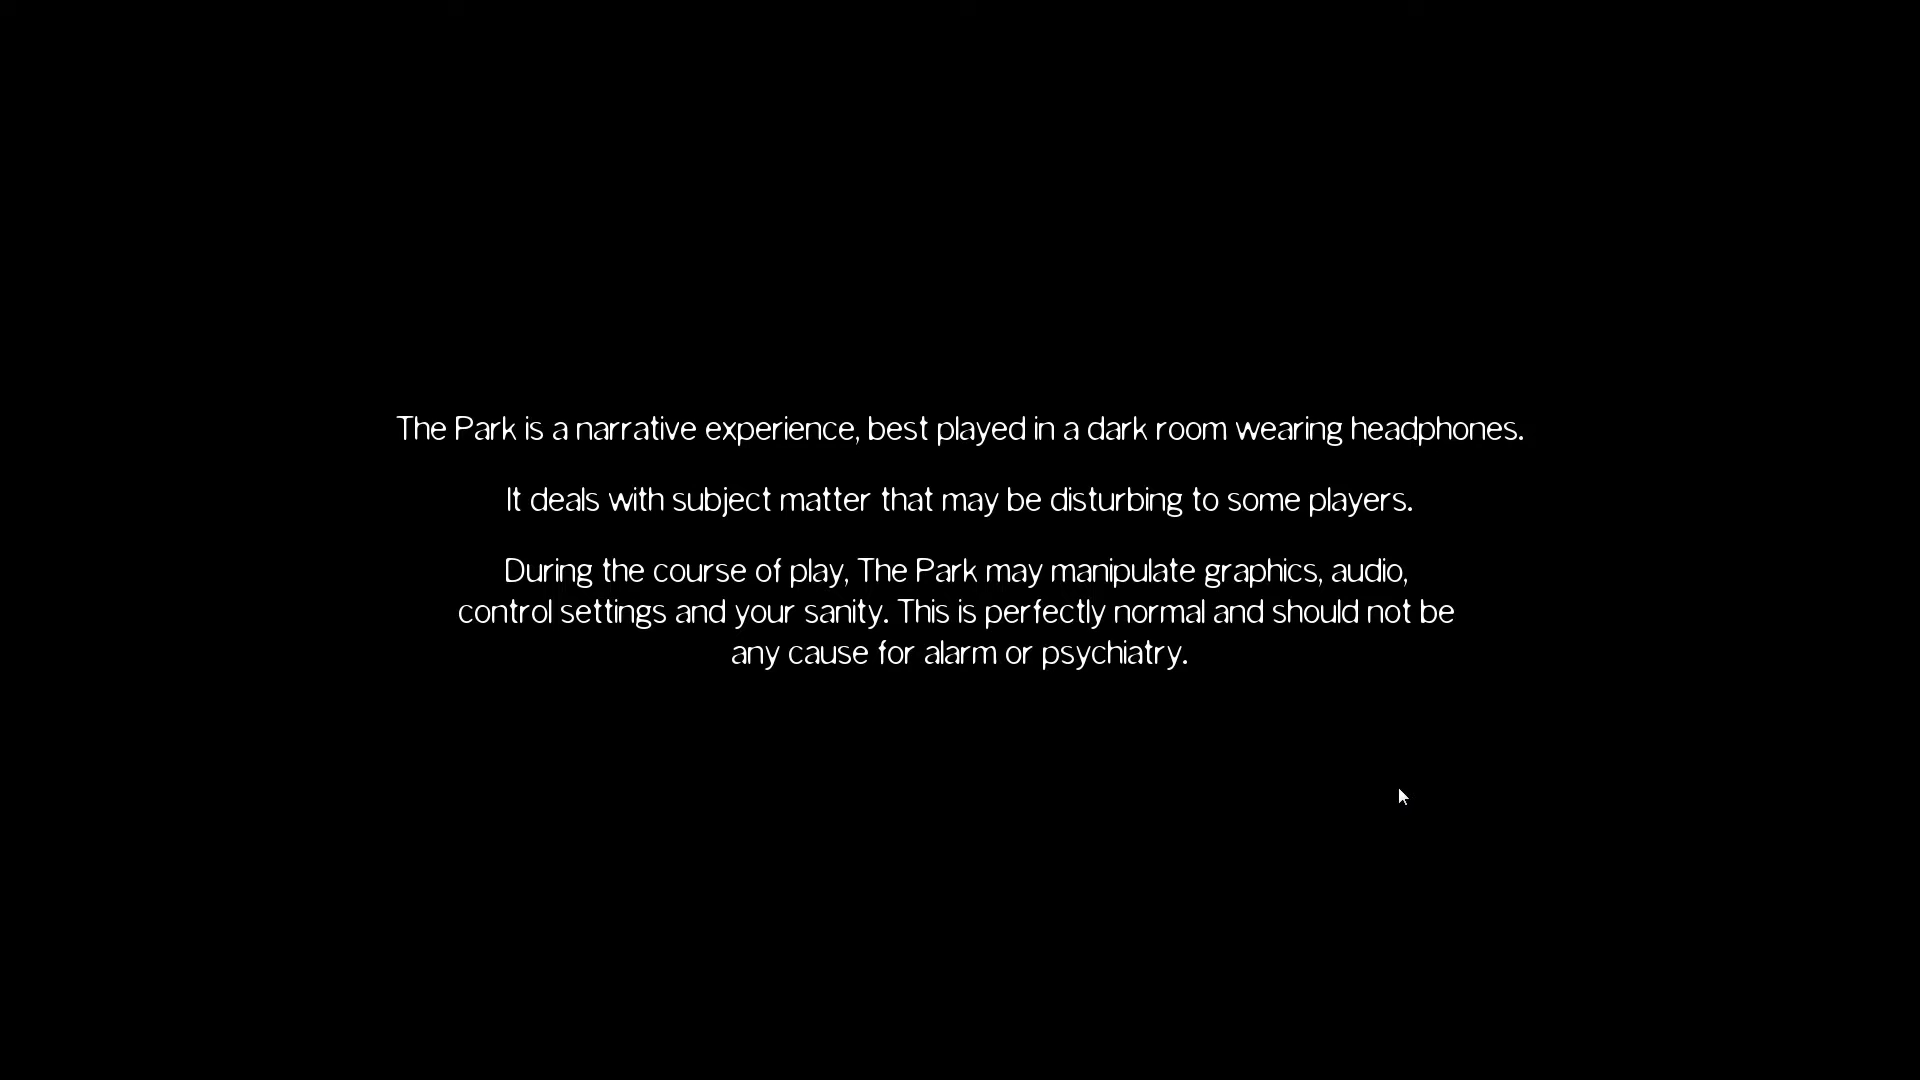 The Park is a narrative experience, best played in a dark room wearing headphones.
It deals with subject matter that may be disturbing to some players.
During the course of play, The Park may manipulate graphics, audio,
control settings and your sanity. This is perfectly normal and should not be
any cause for alarm or psychiatry.